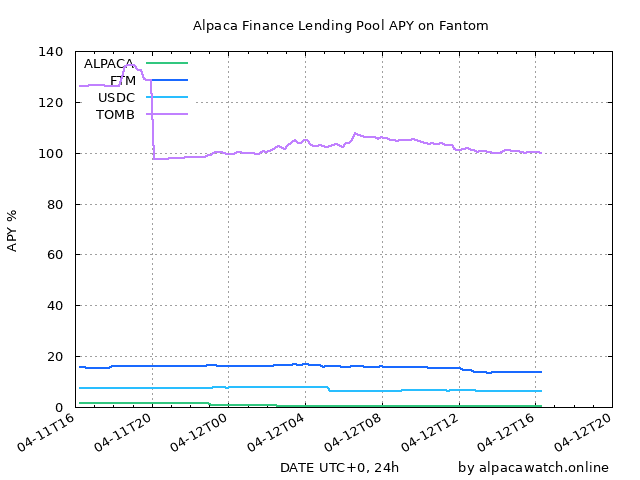 Alpaca Finance Lending Pool APY on Fantom
140
120
100
80
60
40
20
0
APY %
ALPACA
FTM
USDC
TOMB
04-11T16
04-11T20
04-12T00
04-12T04
04-12T08
04-12T12
04-12T16
04-12T20
DATE UTC+0, 24h
by alpacawatch.online